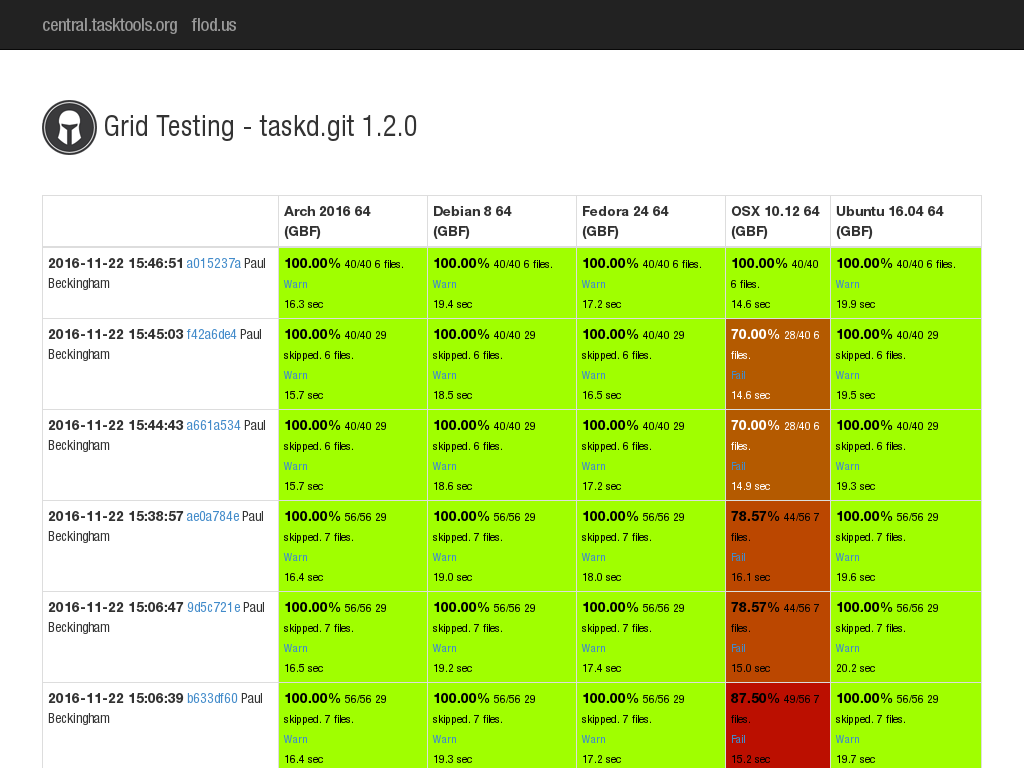 central.tasktools.org flod.us
Grid Testing - taskd.git 1.2.0
Arch 2016 64 (GBF) Debian 8 64 (GBF) Fedora 24 64 (GBF) OSX 10.12 64 (GBF) Ubuntu 16.04 64 (GBF)
2016-11-22 15:46:51 a015237a Paul Beckingham
100.00% 40/40 6 files.
Warn
16.3 sec
100.00% 40/40 6 files.
Warn
19.4 sec
100.00% 40/40 6 files.
Warn
17.2 sec
100.00% 40/40
6 files.
14.6 sec
100.00% 40/40 6 files.
Warn
19.9 sec
2016-11-22 15:45:03 f42a6de4 Paul Beckingham
100.00% 40/40 29
skipped. 6 files.
Warn
15.7 sec
100.00% 40/40 29
skipped. 6 files.
Warn
18.5 sec
100.00% 40/40 29
skipped. 6 files.
Warn
16.5 sec
70.00% 28/40 6
files.
Fail
14.6 sec
100.00% 40/40 29
skipped. 6 files.
Warn
19.5 sec
2016-11-22 15:44:43 a661a534 Paul Beckingham
100.00% 40/40 29
skipped. 6 files.
Warn
15.7 sec
100.00% 40/40 29
skipped. 6 files.
Warn
18.6 sec
100.00% 40/40 29
skipped. 6 files.
Warn
17.2 sec
70.00% 28/40 6
files.
Fail
14.9 sec
100.00% 40/40 29
skipped. 6 files.
Warn
19.3 sec
2016-11-22 15:38:57 ae0a784e Paul Beckingham
100.00% 56/56 29
skipped. 7 files.
Warn
16.4 sec
100.00% 56/56 29
skipped. 7 files.
Warn
19.0 sec
100.00% 56/56 29
skipped. 7 files.
Warn
18.0 sec
78.57% 44/56 7
files.
Fail
16.1 sec
100.00% 56/56 29
skipped. 7 files.
Warn
19.6 sec
2016-11-22 15:06:47 9d5c721e Paul Beckingham
100.00% 56/56 29
skipped. 7 files.
Warn
16.5 sec
100.00% 56/56 29
skipped. 7 files.
Warn
19.2 sec
100.00% 56/56 29
skipped. 7 files.
Warn
17.4 sec
78.57% 44/56 7
files.
Fail
15.0 sec
100.00% 56/56 29
skipped. 7 files.
Warn
20.2 sec
2016-11-22 15:06:39 b633df60 Paul Beckingham
100.00% 56/56 29
skipped. 7 files.
Warn
16.4 sec
100.00% 56/56 29
skipped. 7 files.
Warn
19.3 sec
100.00% 56/56 29
skipped. 7 files.
Warn
17.2 sec
87.50% 49/56 7
files.
Fail
15.2 sec
100.00% 56/56 29
skipped. 7 files.
Warn
19.7 sec